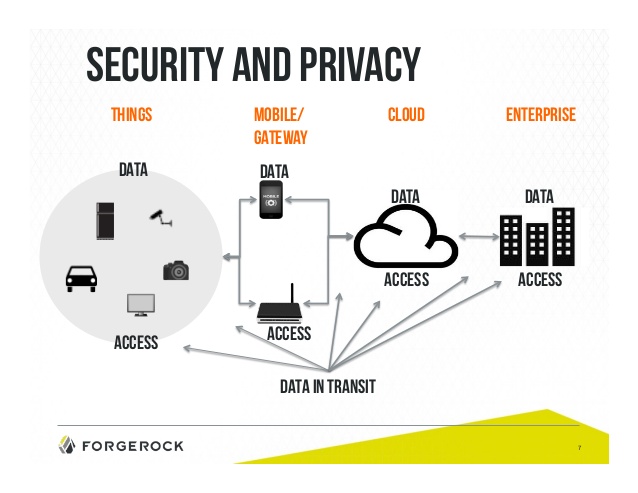 SECURITY AND PRIVACY
THINGS
MOBILE/
GATEWAY
CLOUD
ENTERPRISE
DATA
DATA
DATA
DATA
MOBILE
ACCESS
ACCESS
ACCESS
ACCESS
DATA IN TRANSIT
FORGEROCK
7